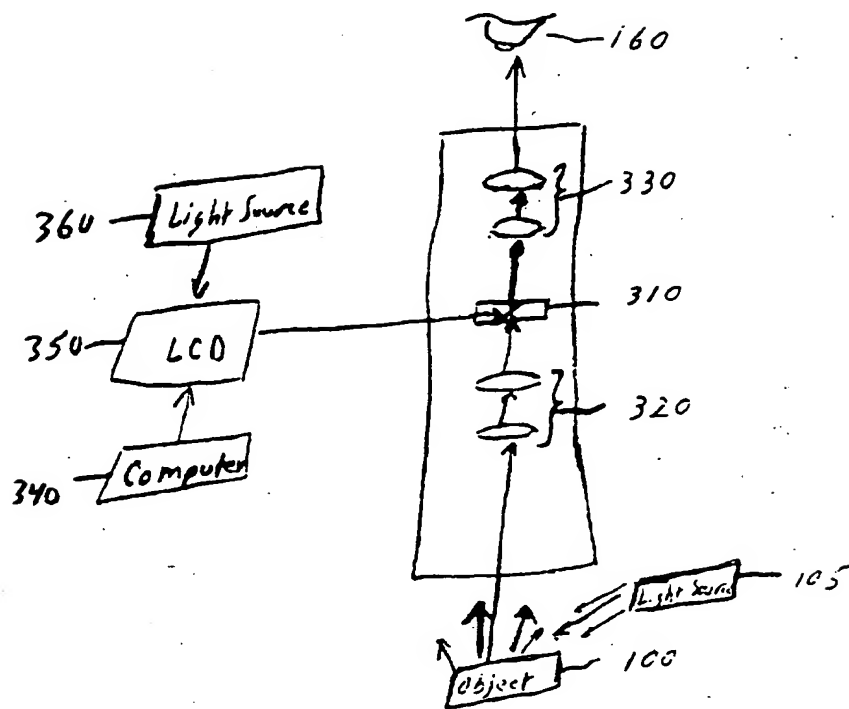 160
330
360 Light Source
310
350 LCD
320
340 Computer
Light Source 105
Object 100